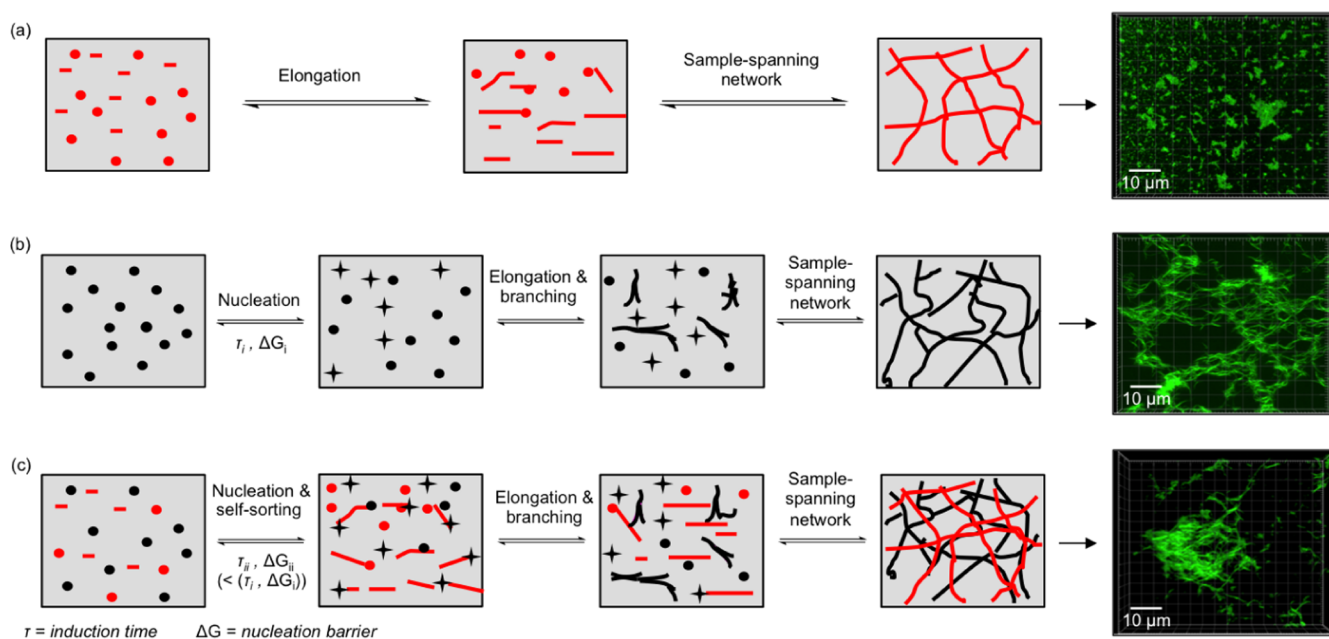 (a)
Elongation
Sample-spanning
network
10 μm
(b)
Nucleation
τi , ΔGi
Elongation &
branching
Sample-
spanning
network
10 μm
(c)
Nucleation &
self-sorting
τii , ΔGii
(< (τi , ΔGi))
Elongation &
branching
Sample-
spanning
network
10 μm
τ = induction time ΔG = nucleation barrier